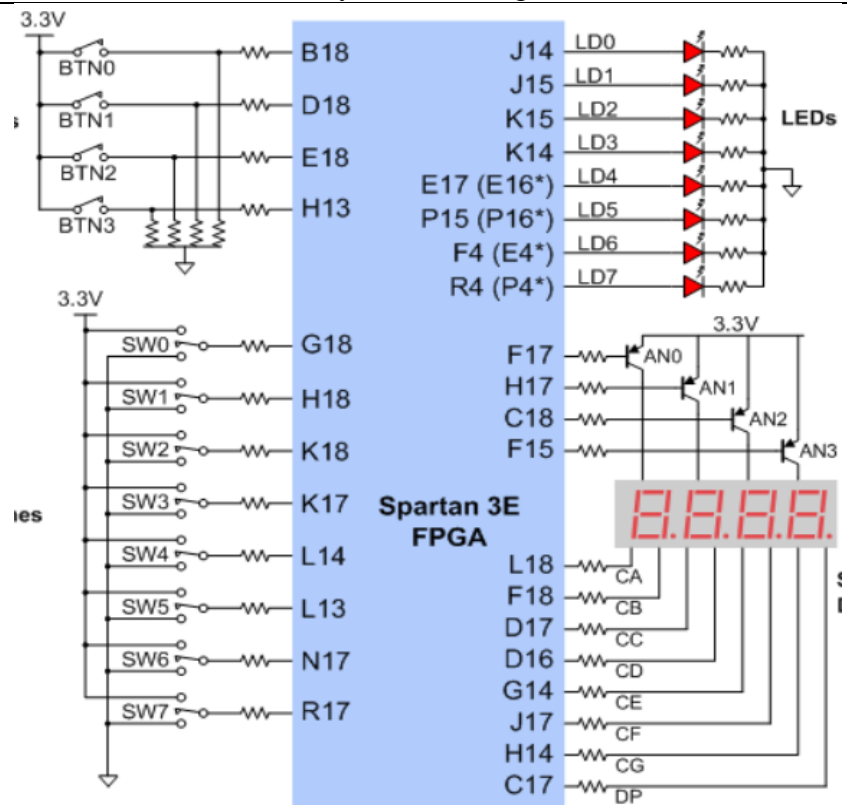 3.3V
BTN0
B18
BTN1
D18
BTN2
E18
BTN3
H13
3.3V
SW0
G18
SW1
H18
SW2
K18
SW3
K17
SW4
L14
SW5
L13
SW6
N17
SW7
R17
Spartan 3E
FPGA
J14 LD0
J15 LD1
K15 LD2
K14 LD3
E17 (E16*) LD4
P15 (P16*) LD5
F4 (E4*) LD6
R4 (P4*) LD7
LEDs
3.3V
F17 AN0
H17 AN1
C18 AN2
F15 AN3
8.8.8.8.
L18 CA
F18 CB
D17 CC
D16 CD
G14 CE
J17 CF
H14 CG
C17 DP